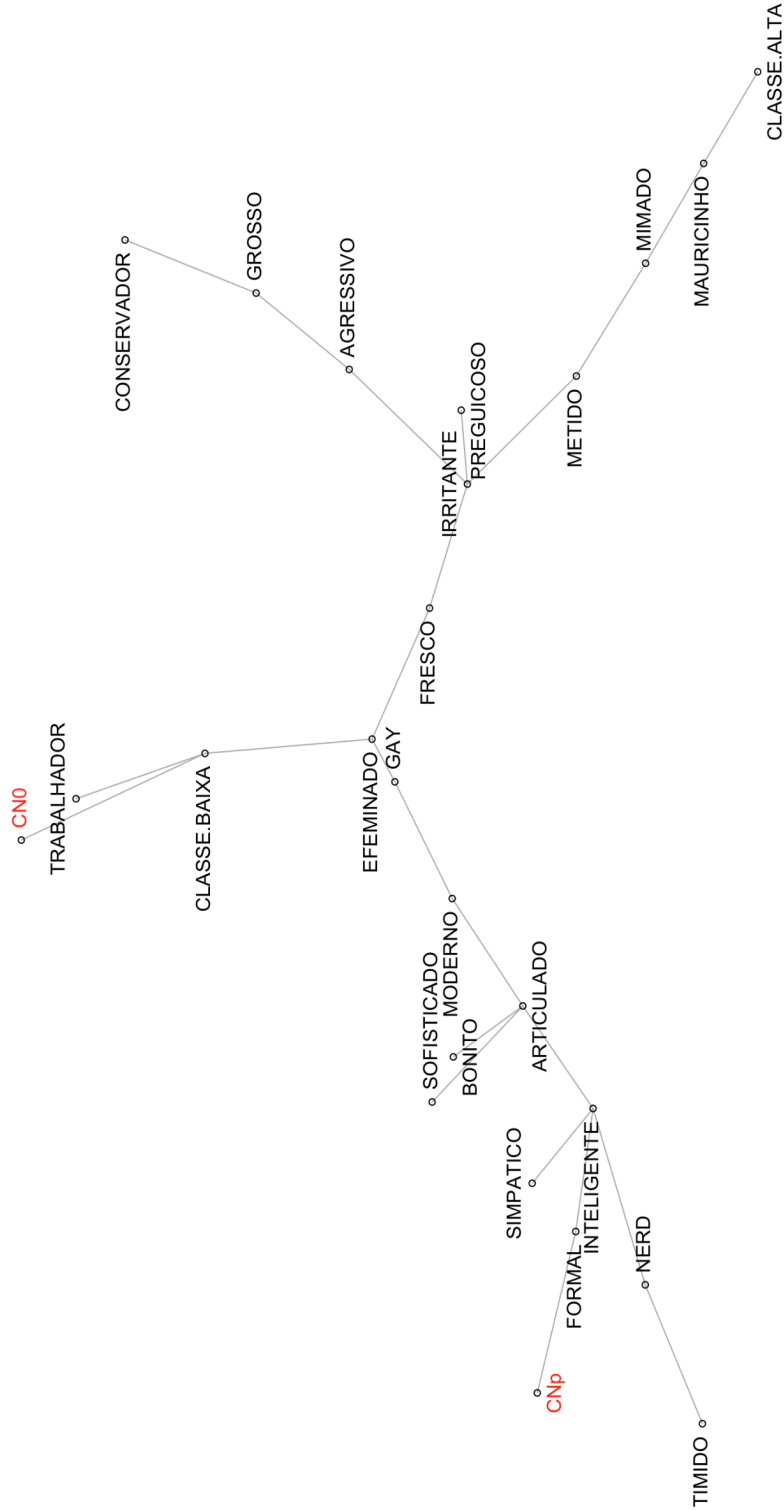 CLASSE.ALTA
CONSERVADOR
GROSSO
MIMADO
MAURICINHO
AGRESSIVO
PREGUICOSO
METIDO
IRRITANTE
FRESCO
TRABALHADOR
CN0
GAY
EFEMINADO
CLASSE.BAIXA
MODERNO
SOFISTICADO
BONITO
ARTICULADO
SIMPATICO
INTELIGENTE
FORMAL
NERD
CNp
TIMIDO